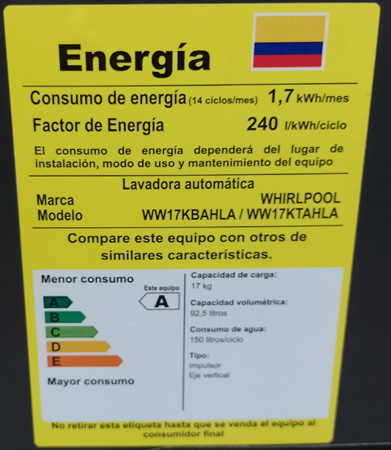 Energía
Consumo de energía (14 ciclos/mes) 1,7 kWh/mes
Factor de Energía 240 l/kWh/ciclo
El consumo de energía dependerá del lugar de
instalación, modo de uso y mantenimiento del equipo
Lavadora automática
Marca WHIRLPOOL
Modelo WW17KBAHLA / WW17KTAHLA
Compare este equipo con otros de
similares características.
Menor consumo
Este equipo
A A
B
C
D
E
Mayor consumo
Capacidad de carga:
17 kg
Capacidad volumétrica:
92,5 litros
Consumo de agua:
150 litros/ciclo
Tipo:
Impulsor
Eje vertical
No retirar esta etiqueta hasta que se venda el equipo al
consumidor final